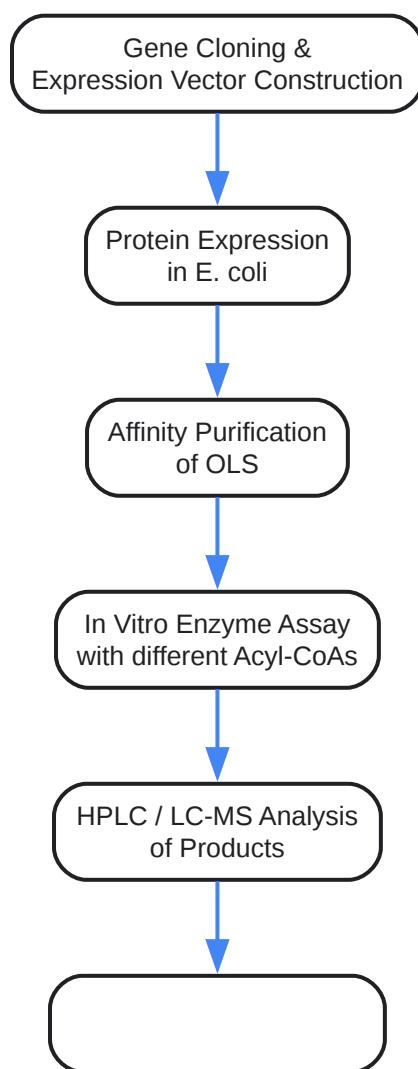 Gene Cloning &
Expression Vector Construction
Protein Expression
in E. coli
Affinity Purification
of OLS
In Vitro Enzyme Assay
with different Acyl-CoAs
HPLC / LC-MS Analysis
of Products